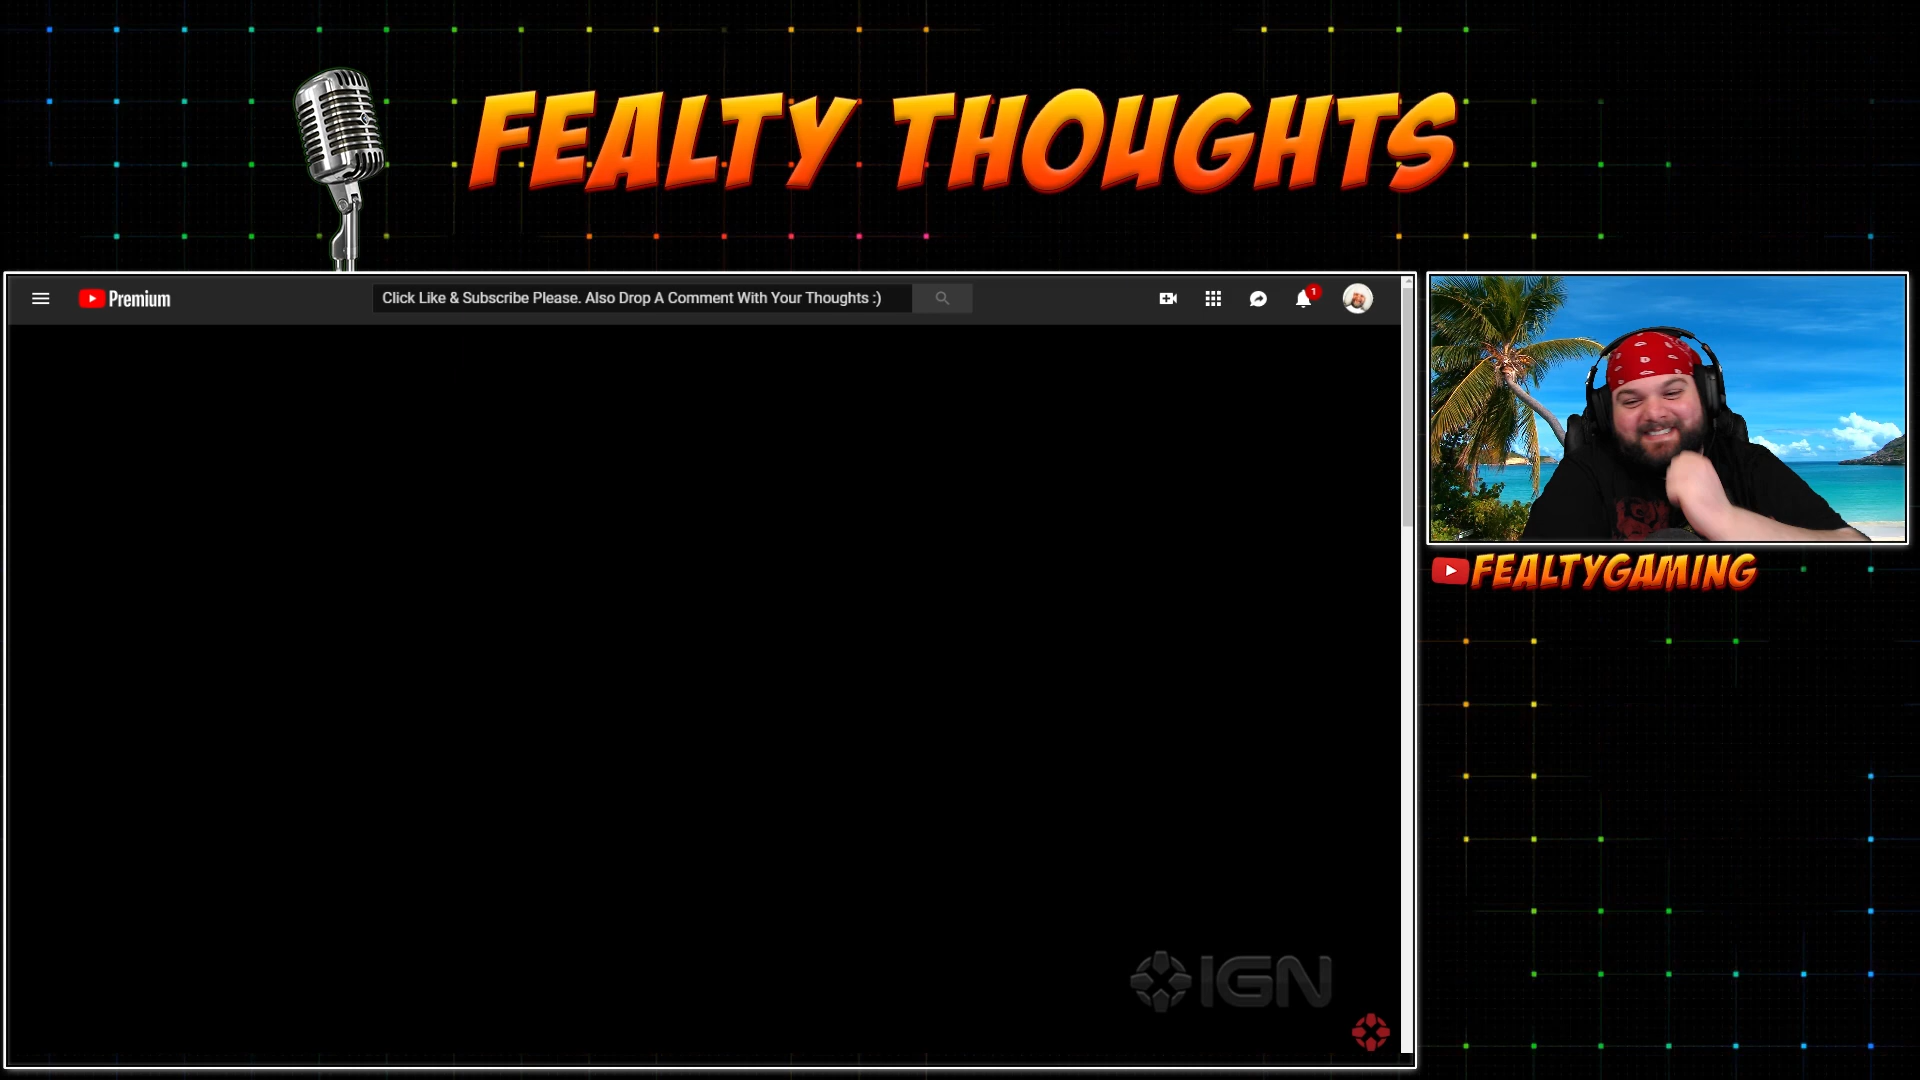 FEALTY THOUGHTS
Premium
Click Like & Subscribe Please. Also Drop A Comment With Your Thoughts :)
1
FEALTYGAMING
IGN